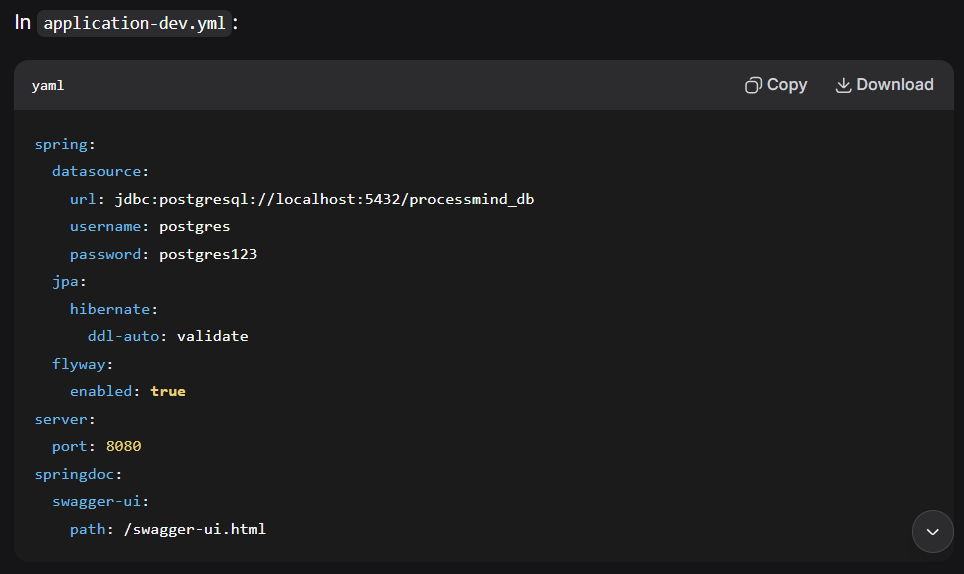 In application-dev.yml:
yaml
Copy
Download
spring:
  datasource:
    url: jdbc:postgresql://localhost:5432/processmind_db
    username: postgres
    password: postgres123
  jpa:
    hibernate:
      ddl-auto: validate
  flyway:
    enabled: true
server:
  port: 8080
springdoc:
  swagger-ui:
    path: /swagger-ui.html